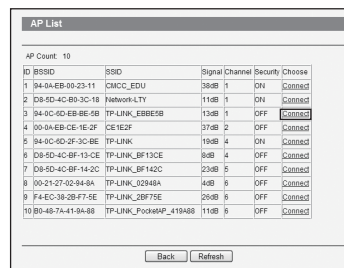 AP List
AP Count: 10
ID BSSID SSID Signal Channel Security Choose
1 94-0A-EB-00-23-11 CMCC_EDU 38dB 1 ON Connect
2 D8-5D-4C-B0-3C-18 Network-LTY 11dB 1 ON Connect
3 94-0C-6D-EB-BE-5B TP-LINK_EBBE5B 13dB 1 OFF Connect
4 00-0A-EB-CE-1E-2F CE1E2F 37dB 2 OFF Connect
5 94-0C-6D-2F-3C-BE TP-LINK 19dB 4 ON Connect
6 D8-5D-4C-BF-13-CE TP-LINK_BF13CE 8dB 4 OFF Connect
7 D8-5D-4C-BF-14-2C TP-LINK_BF142C 23dB 5 OFF Connect
8 00-21-27-02-94-8A TP-LINK_02948A 4dB 6 OFF Connect
9 F4-EC-38-2B-F7-5E TP-LINK_2BF75E 26dB 6 OFF Connect
10 B0-48-7A-41-9A-88 TP-LINK_PocketAP_419A88 11dB 6 OFF Connect
Back Refresh